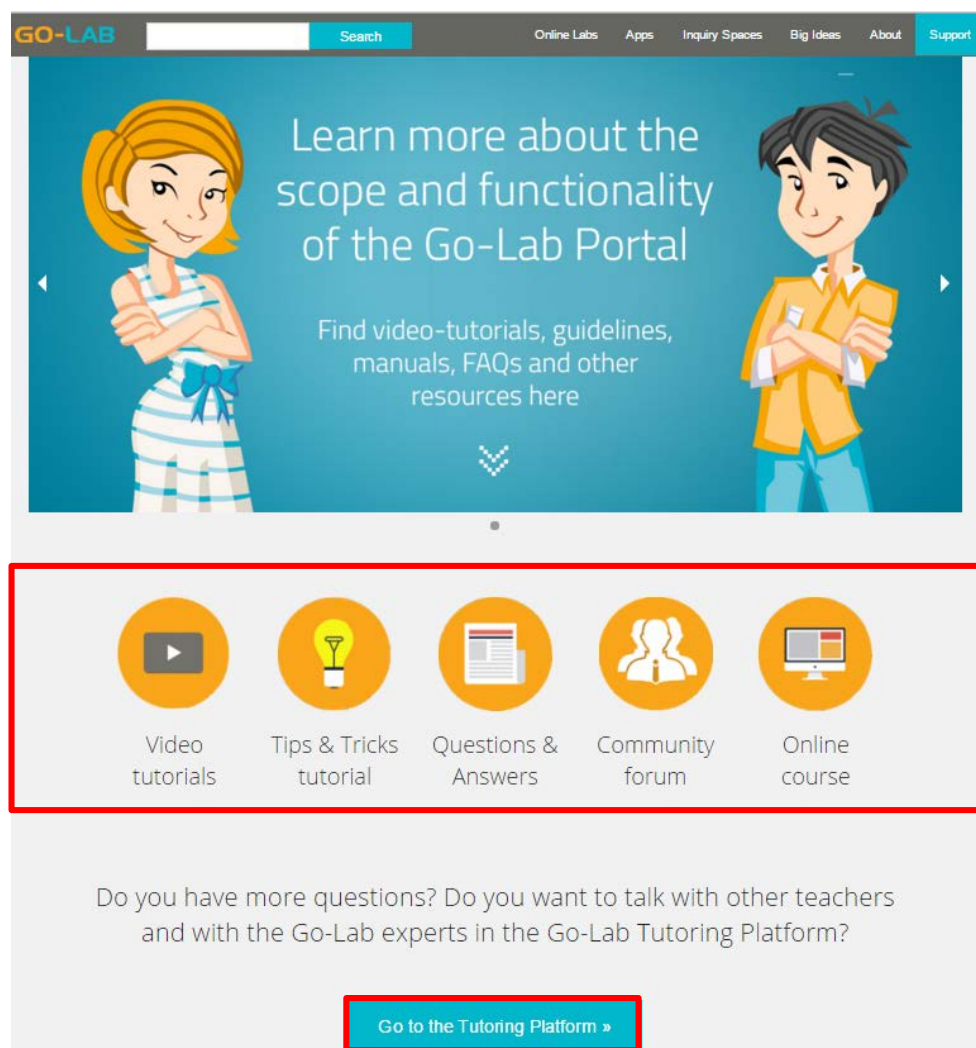 GO-LAB Search Online Labs Apps Inquiry Spaces Big Ideas About Support
Learn more about the
scope and functionality
of the Go-Lab Portal
Find video-tutorials, guidelines,
manuals, FAQs and other
resources here
Video
tutorials
Tips & Tricks
tutorial
Questions &
Answers
Community
forum
Online
course
Do you have more questions? Do you want to talk with other teachers
and with the Go-Lab experts in the Go-Lab Tutoring Platform?
Go to the Tutoring Platform »